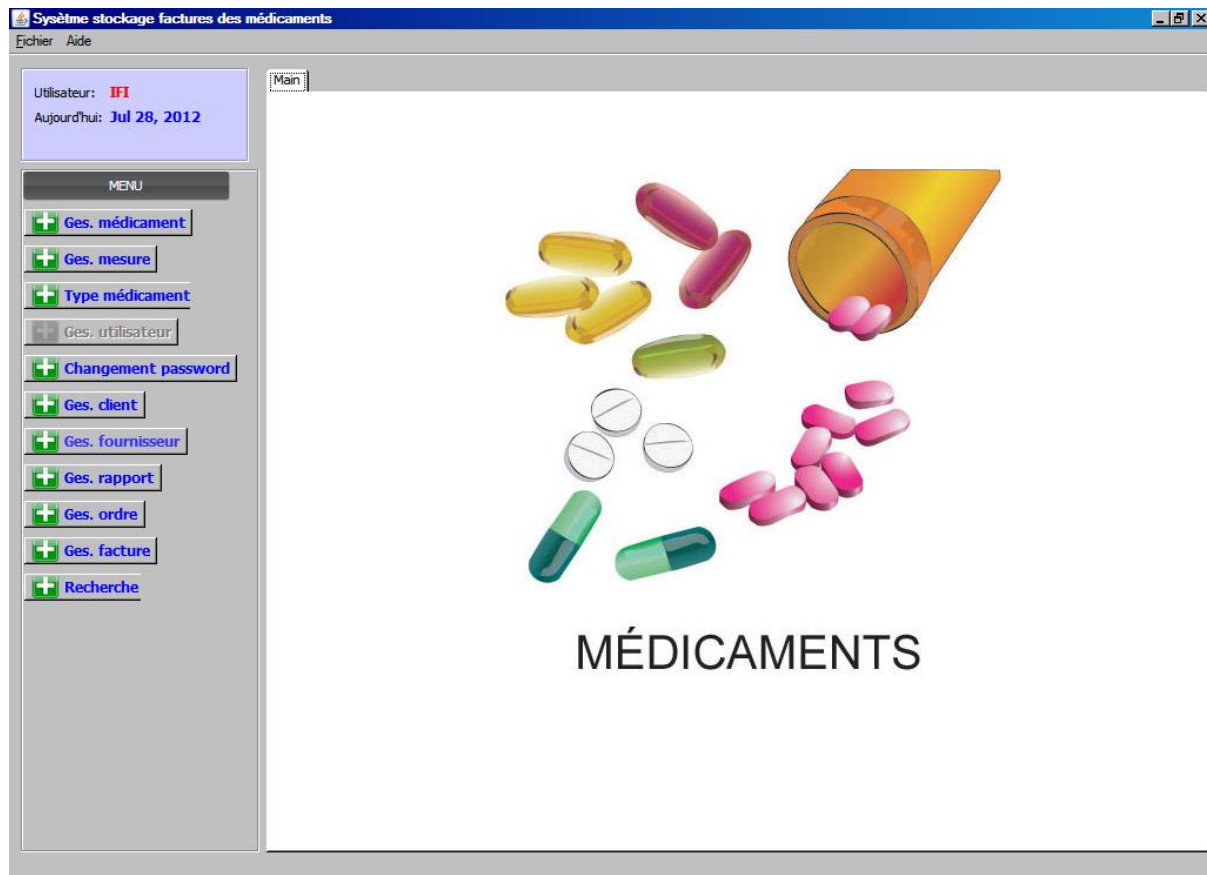 Sysètme stockage factures des médicaments
Fichier Aide
Utilisateur: IFI
Aujourd'hui: Jul 28, 2012
Main
MENU
Ges. médicament
Ges. mesure
Type médicament
Ges. utilisateur
Changement password
Ges. client
Ges. fournisseur
Ges. rapport
Ges. ordre
Ges. facture
Recherche
MÉDICAMENTS